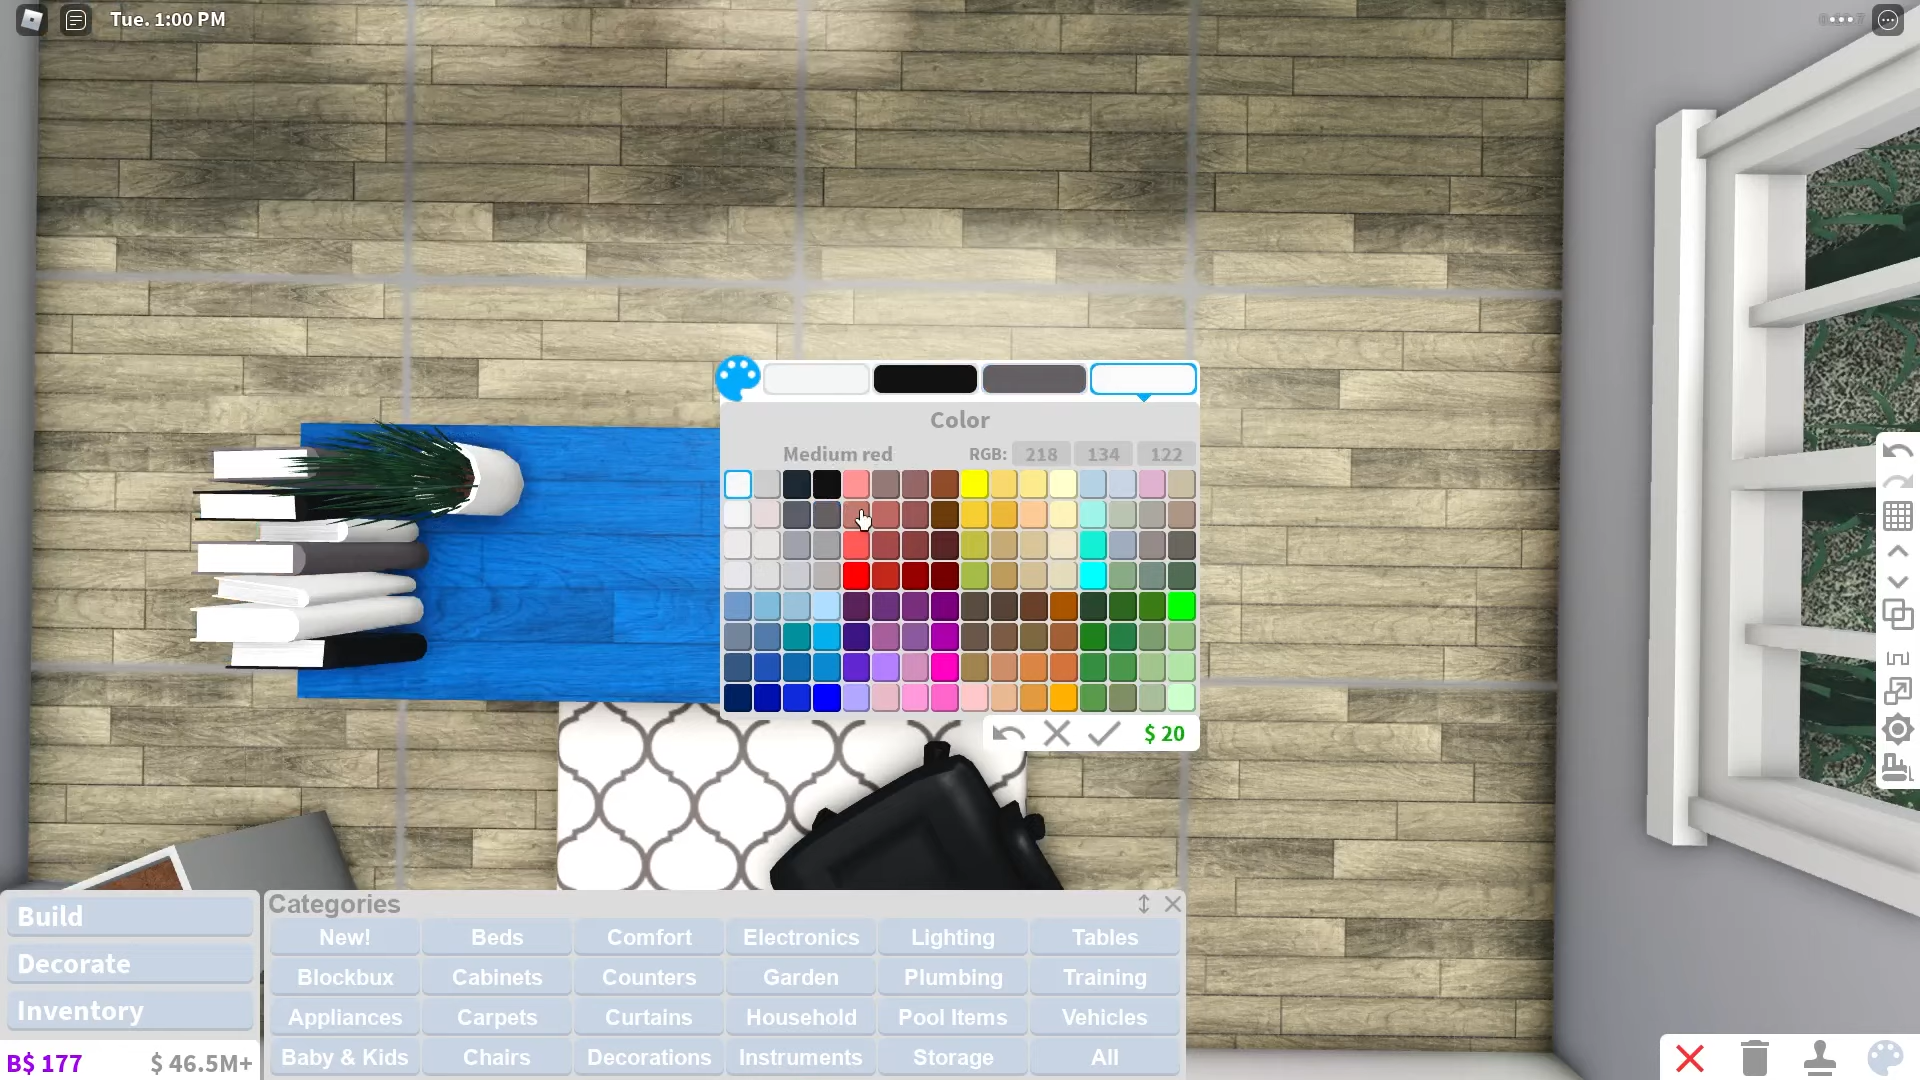 Tue. 1:00 PM
Color
Medium red RGB: 218 134 122
$ 20
Build
Decorate
Inventory
B$ 177 $ 46.5M+
Categories
New! Beds Comfort Electronics Lighting Tables
Blockbux Cabinets Counters Garden Plumbing Training
Appliances Carpets Curtains Household Pool Items Vehicles
Baby & Kids Chairs Decorations Instruments Storage All